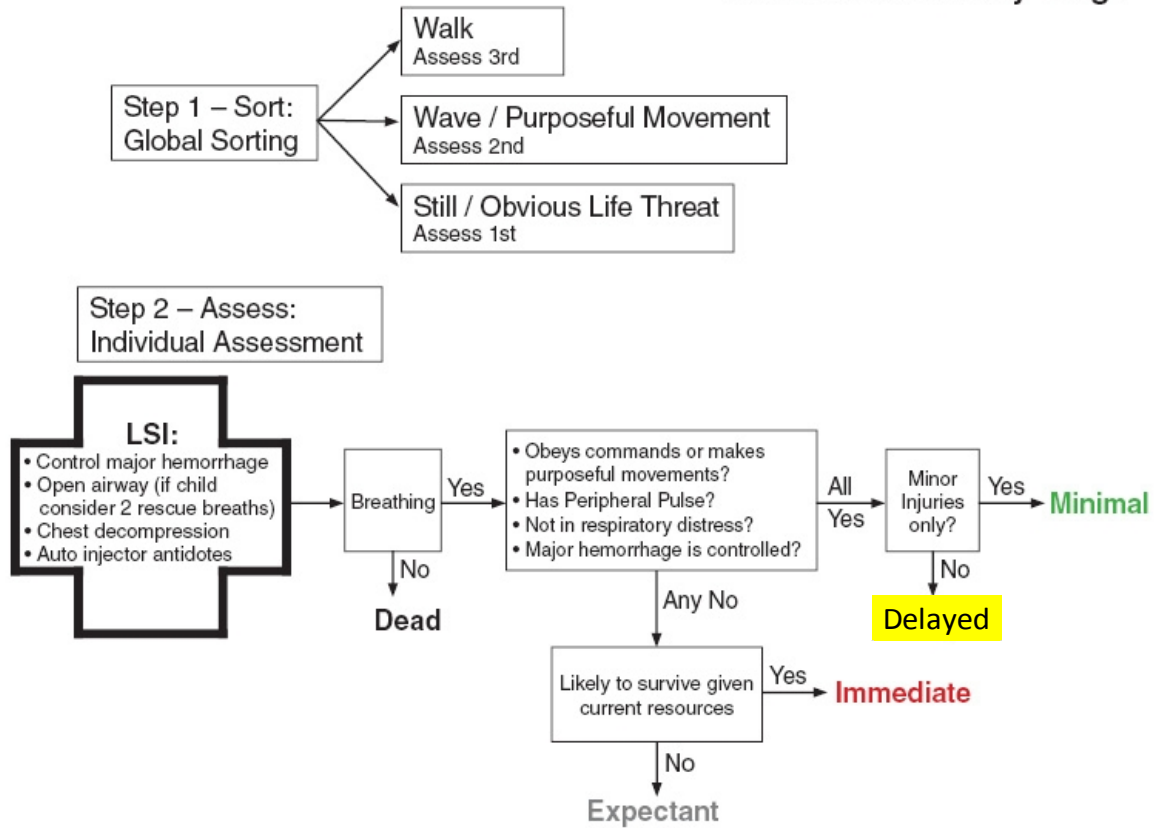 Walk
Assess 3rd
Step 1 – Sort:
Global Sorting
Wave / Purposeful Movement
Assess 2nd
Still / Obvious Life Threat
Assess 1st
Step 2 – Assess:
Individual Assessment
LSI:
• Control major hemorrhage
• Open airway (if child
consider 2 rescue breaths)
• Chest decompression
• Auto injector antidotes
Breathing
Yes
No
Dead
• Obeys commands or makes
purposeful movements?
• Has Peripheral Pulse?
• Not in respiratory distress?
• Major hemorrhage is controlled?
All
Yes
Minor
Injuries
only?
Yes
Minimal
No
Delayed
Any No
Likely to survive given
current resources
Yes
Immediate
No
Expectant